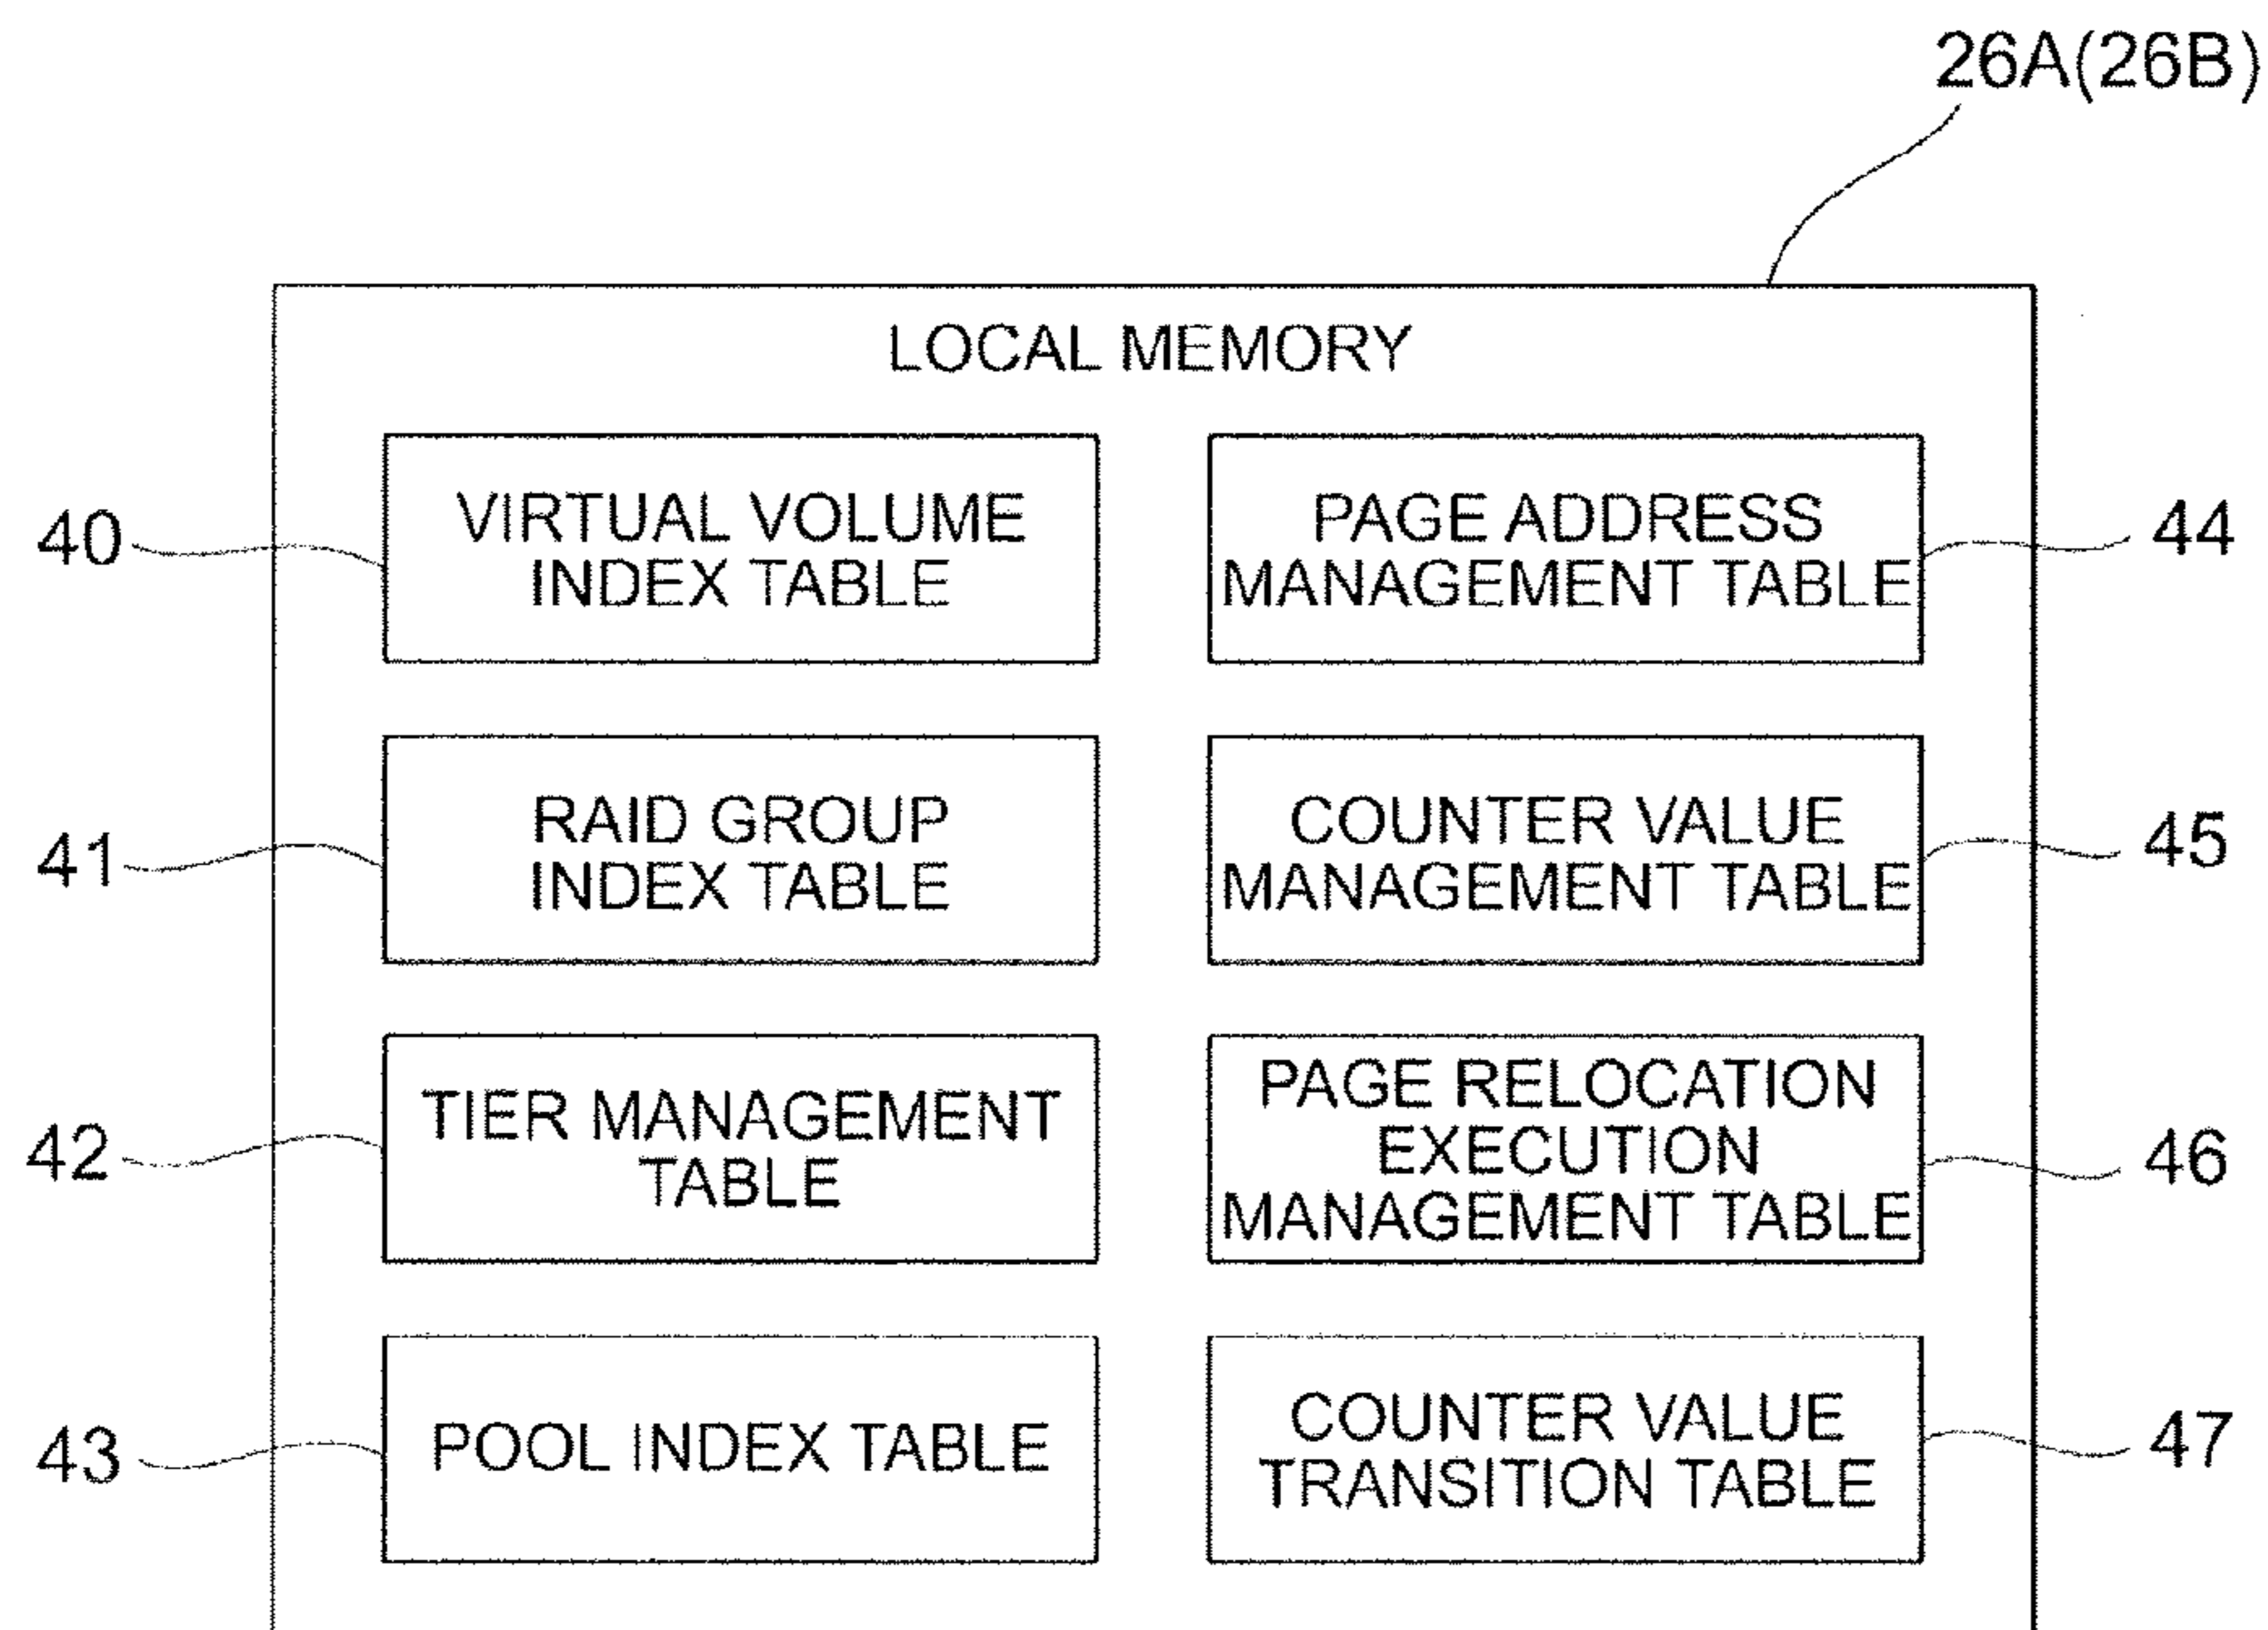 26A(26B)
LOCAL MEMORY
40
VIRTUAL VOLUME
INDEX TABLE
PAGE ADDRESS
MANAGEMENT TABLE
44
41
RAID GROUP
INDEX TABLE
COUNTER VALUE
MANAGEMENT TABLE
45
42
TIER MANAGEMENT
TABLE
PAGE RELOCATION
EXECUTION
MANAGEMENT TABLE
46
43
POOL INDEX TABLE
COUNTER VALUE
TRANSITION TABLE
47